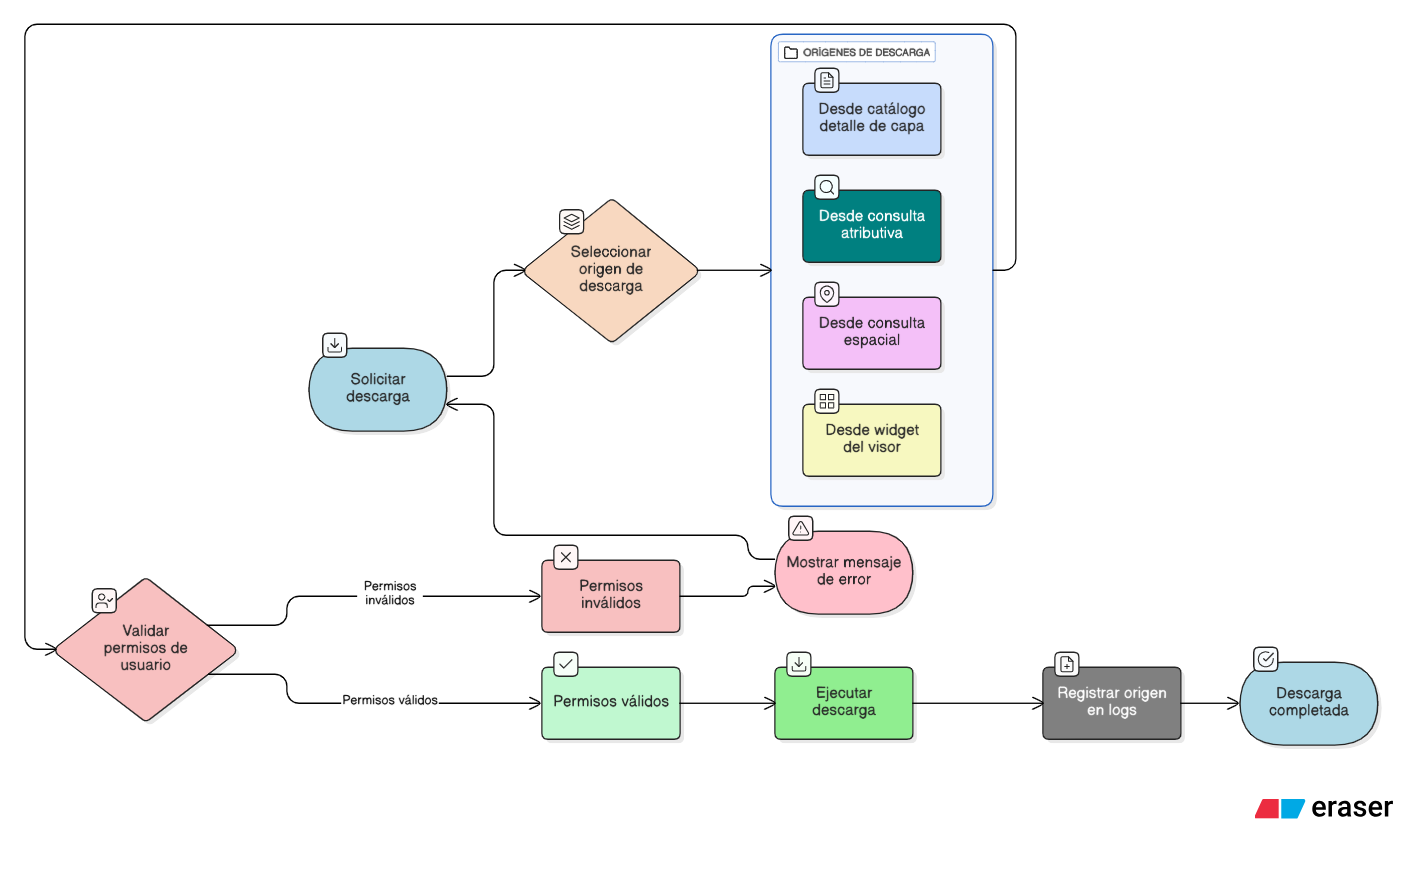 ORÍGENES DE DESCARGA
Desde catálogo
detalle de capa
Desde consulta
atributiva
Seleccionar
origen de
descarga
Desde consulta
espacial
Solicitar
descarga
Desde widget
del visor
Mostrar mensaje
de error
Permisos
inválidos
Permisos
inválidos
Validar
permisos de
usuario
Permisos válidos
Permisos válidos
Ejecutar
descarga
Registrar origen
en logs
Descarga
completada
eraser